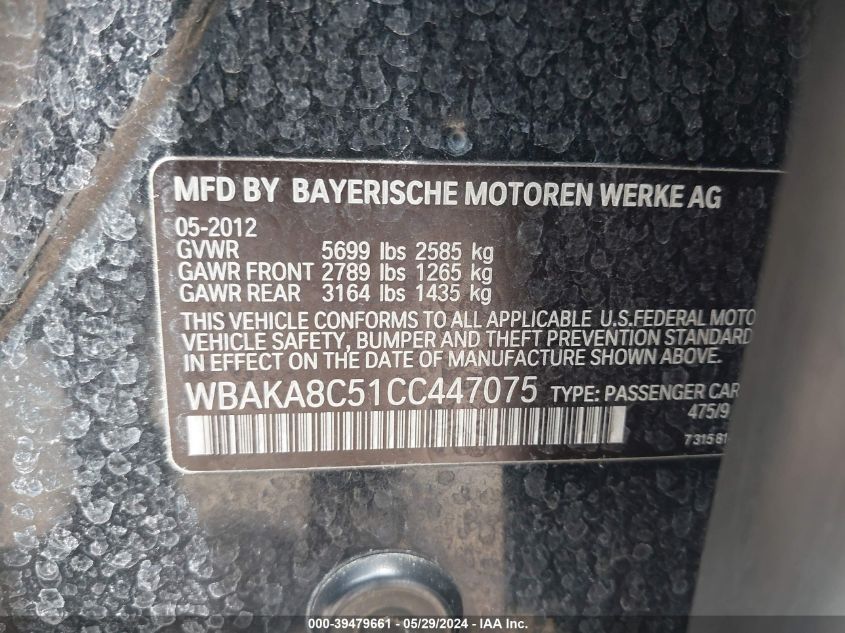 MFD BY BAYERISCHE MOTOREN WERKE AG
05-2012
GVWR 5699 lbs 2585 kg
GAWR FRONT 2789 lbs 1265 kg
GAWR REAR 3164 lbs 1435 kg
THIS VEHICLE CONFORMS TO ALL APPLICABLE U.S.FEDERAL MOTO
VEHICLE SAFETY, BUMPER AND THEFT PREVENTION STANDARD
IN EFFECT ON THE DATE OF MANUFACTURE SHOWN ABOVE.
WBAKA8C51CC447075 TYPE: PASSENGER CAR
475/9
731581
000-39479661 - 05/29/2024 - IAA, Inc.